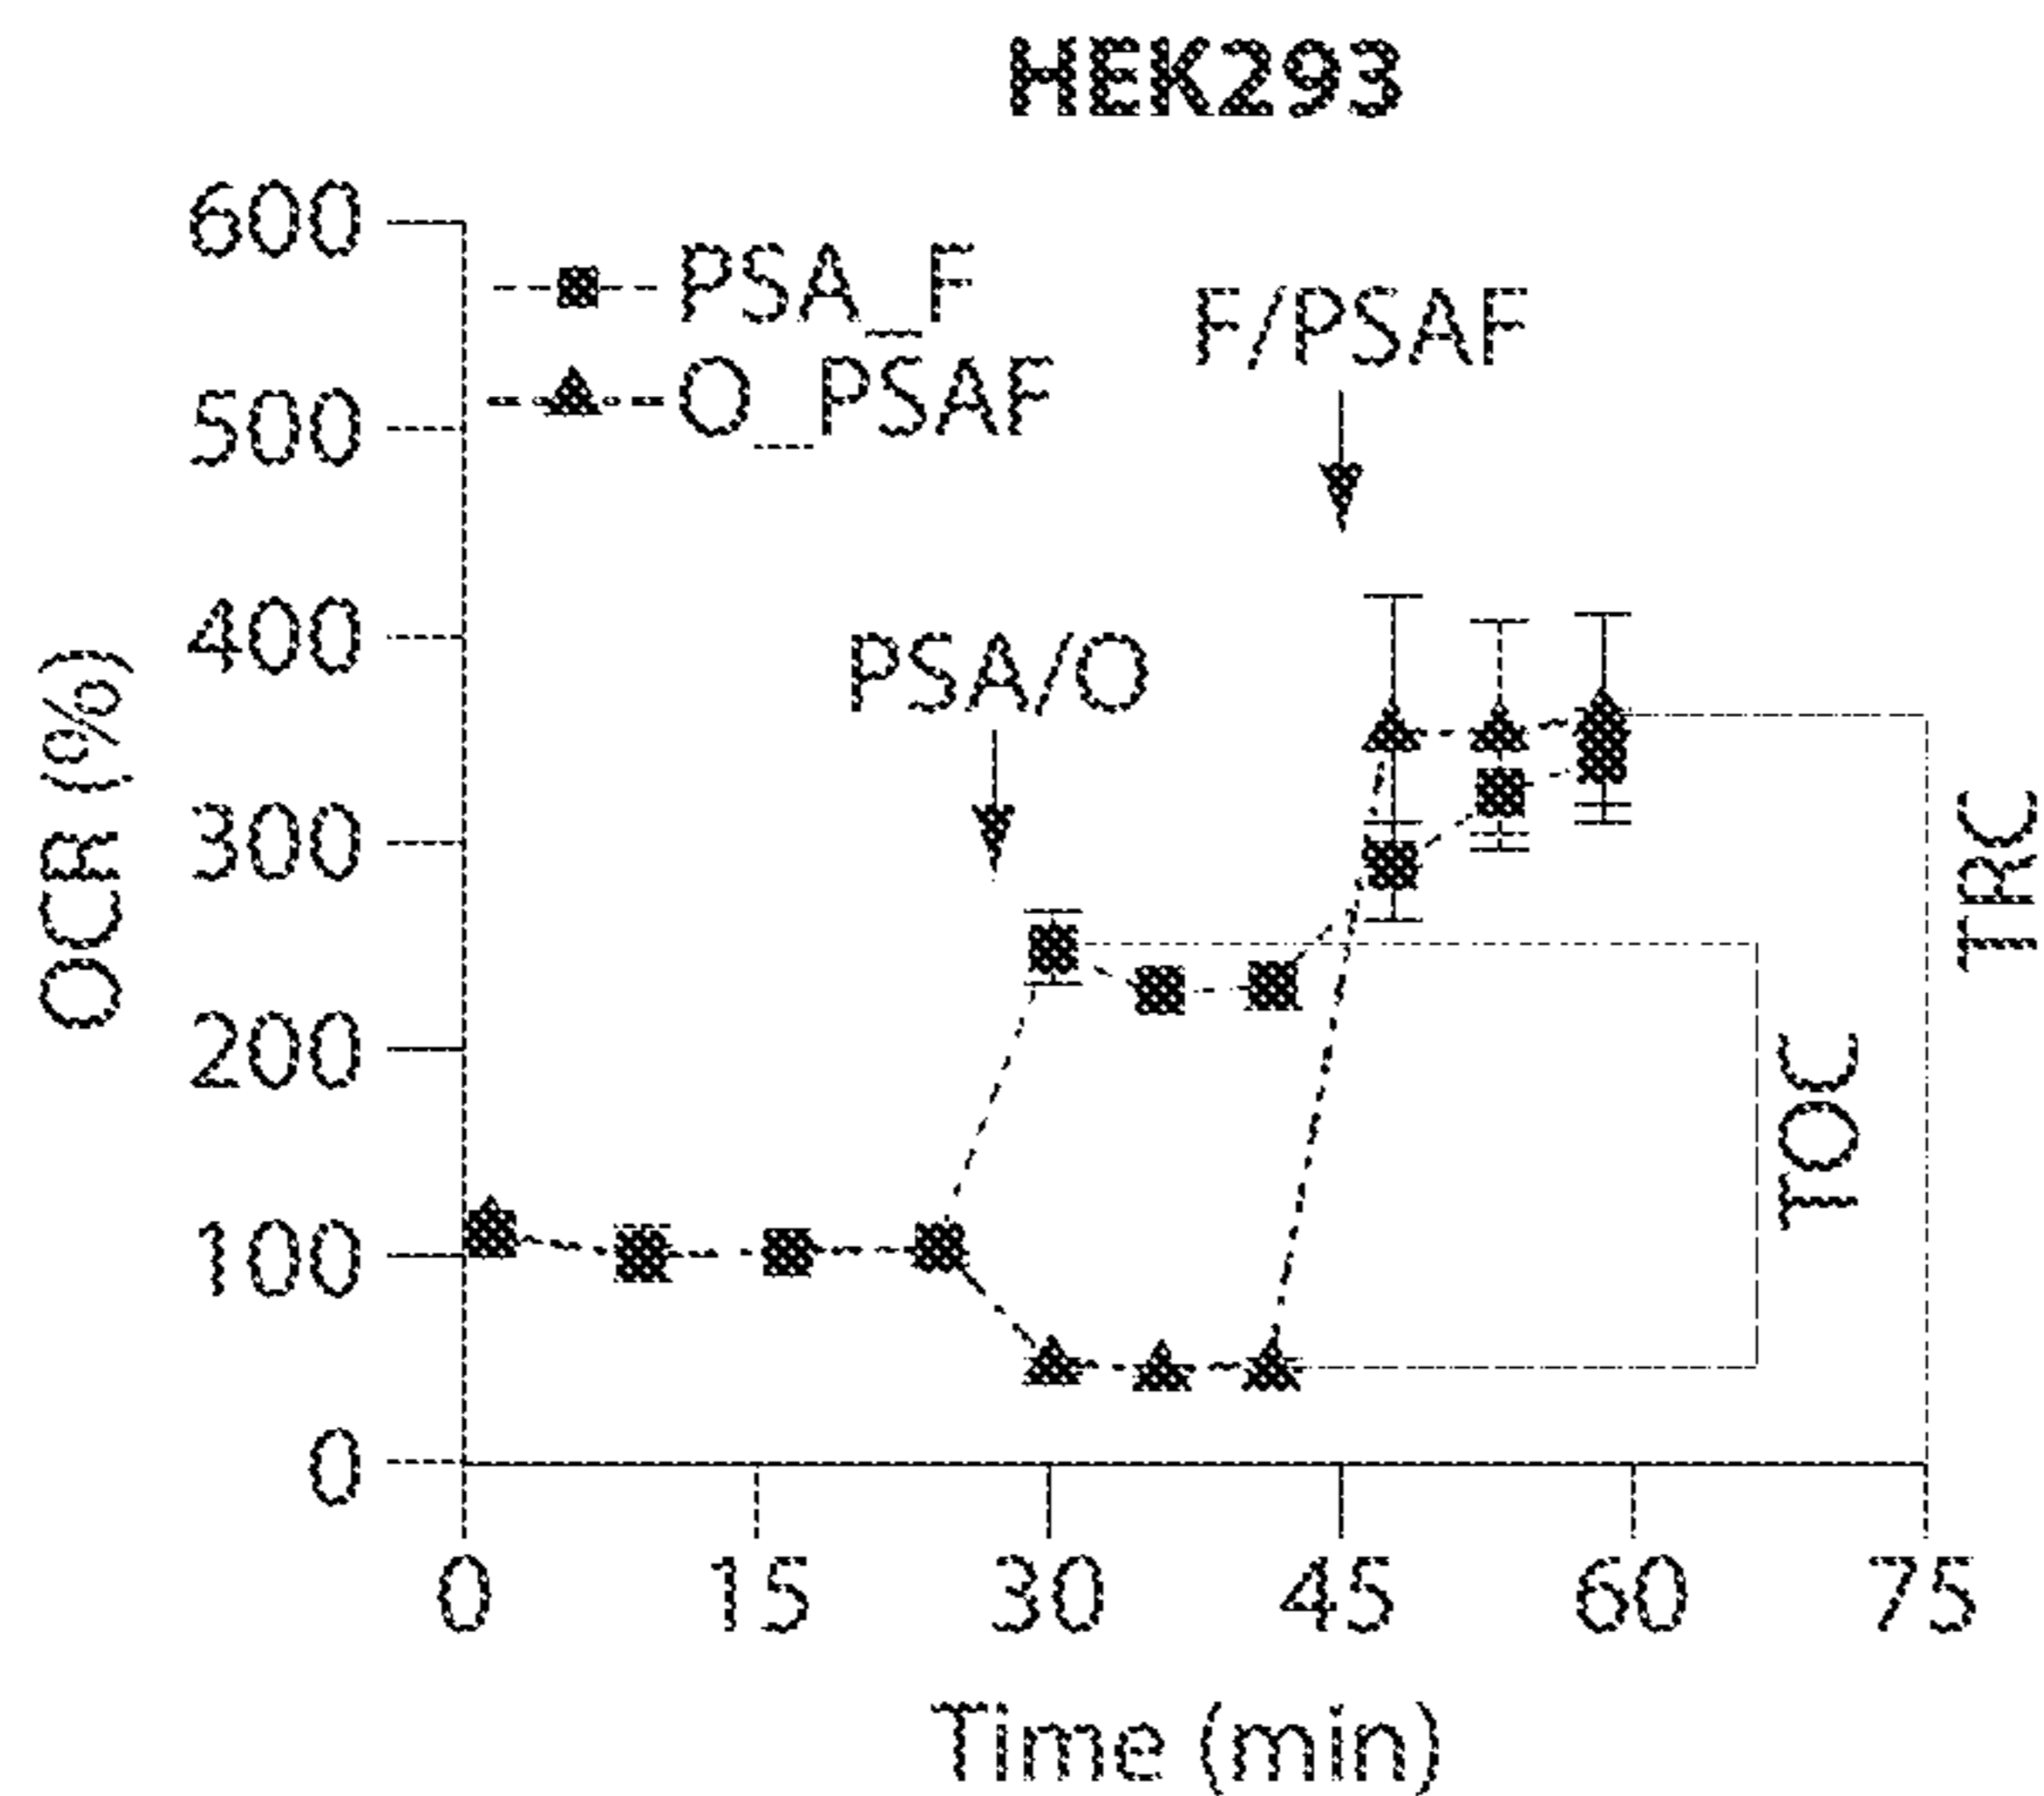 HEK293
600
500
400
300
200
100
0
OCR (%)
PSA_F
O_PSAF
F/PSAF
PSA/O
TRC
TOC
0 15 30 45 60 75
Time (min)